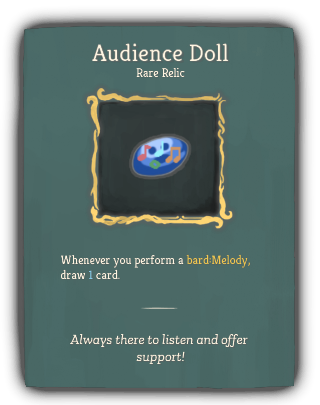 Audience Doll
Rare Relic
Whenever you perform a bard:Melody,
draw 1 card.
Always there to listen and offer
support!